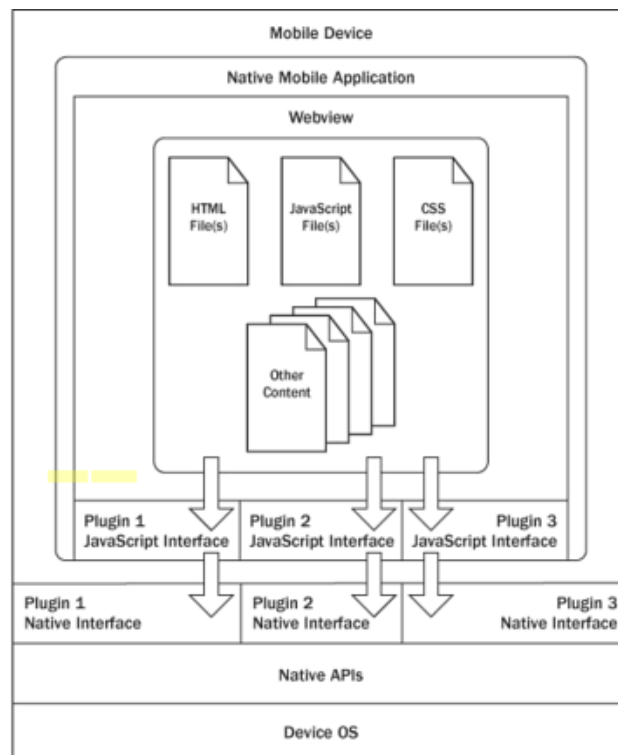 Mobile Device
Native Mobile Application
Webview
HTML
File(s)
JavaScript
File(s)
CSS
File(s)
Other
Content
Plugin 1
JavaScript Interface
Plugin 2
JavaScript Interface
Plugin 3
JavaScript Interface
Plugin 1
Native Interface
Plugin 2
Native Interface
Plugin 3
Native Interface
Native APIs
Device OS